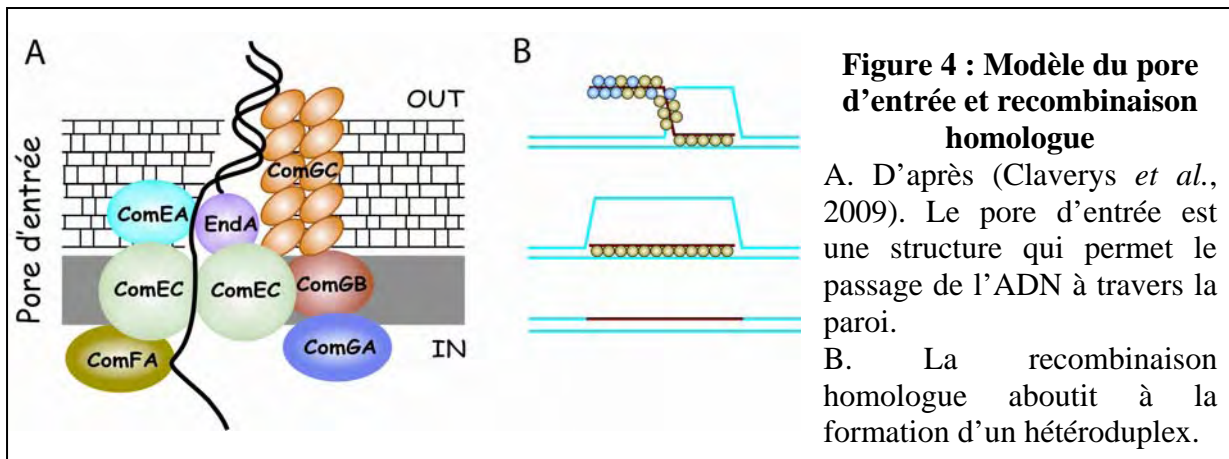 A
OUT
Pore d'entrée
ComGC
ComEA
EndA
ComEC
ComEC
ComGB
IN
ComFA
ComGA
B
Figure 4 : Modèle du pore
d'entrée et recombinaison
homologue
A. D'après (Claverys et al.,
2009). Le pore d'entrée est
une structure qui permet le
passage de l'ADN à travers la
paroi.
B. La recombinaison
homologue aboutit à la
formation d'un hétéroduplex.